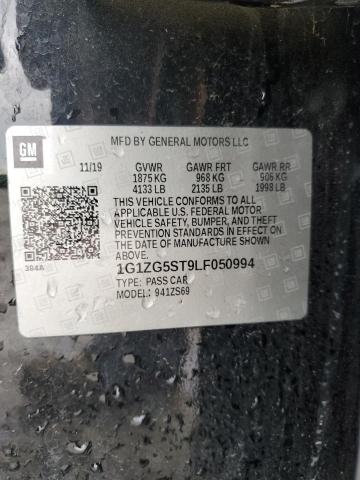 GM
MFD BY GENERAL MOTORS LLC
11/19 GVWR GAWR FRT GAWR RR
1875 KG 968 KG 906 KG
4133 LB 2135 LB 1998 LB
THIS VEHICLE CONFORMS TO ALL
APPLICABLE U.S. FEDERAL MOTOR
VEHICLE SAFETY, BUMPER, AND THEFT
PREVENTION STANDARDS IN EFFECT ON
THE DATE OF MANUFACTURE SHOWN
ABOVE.
384A
1G1ZG5ST9LF050994
TYPE: PASS CAR
MODEL: 941ZS69